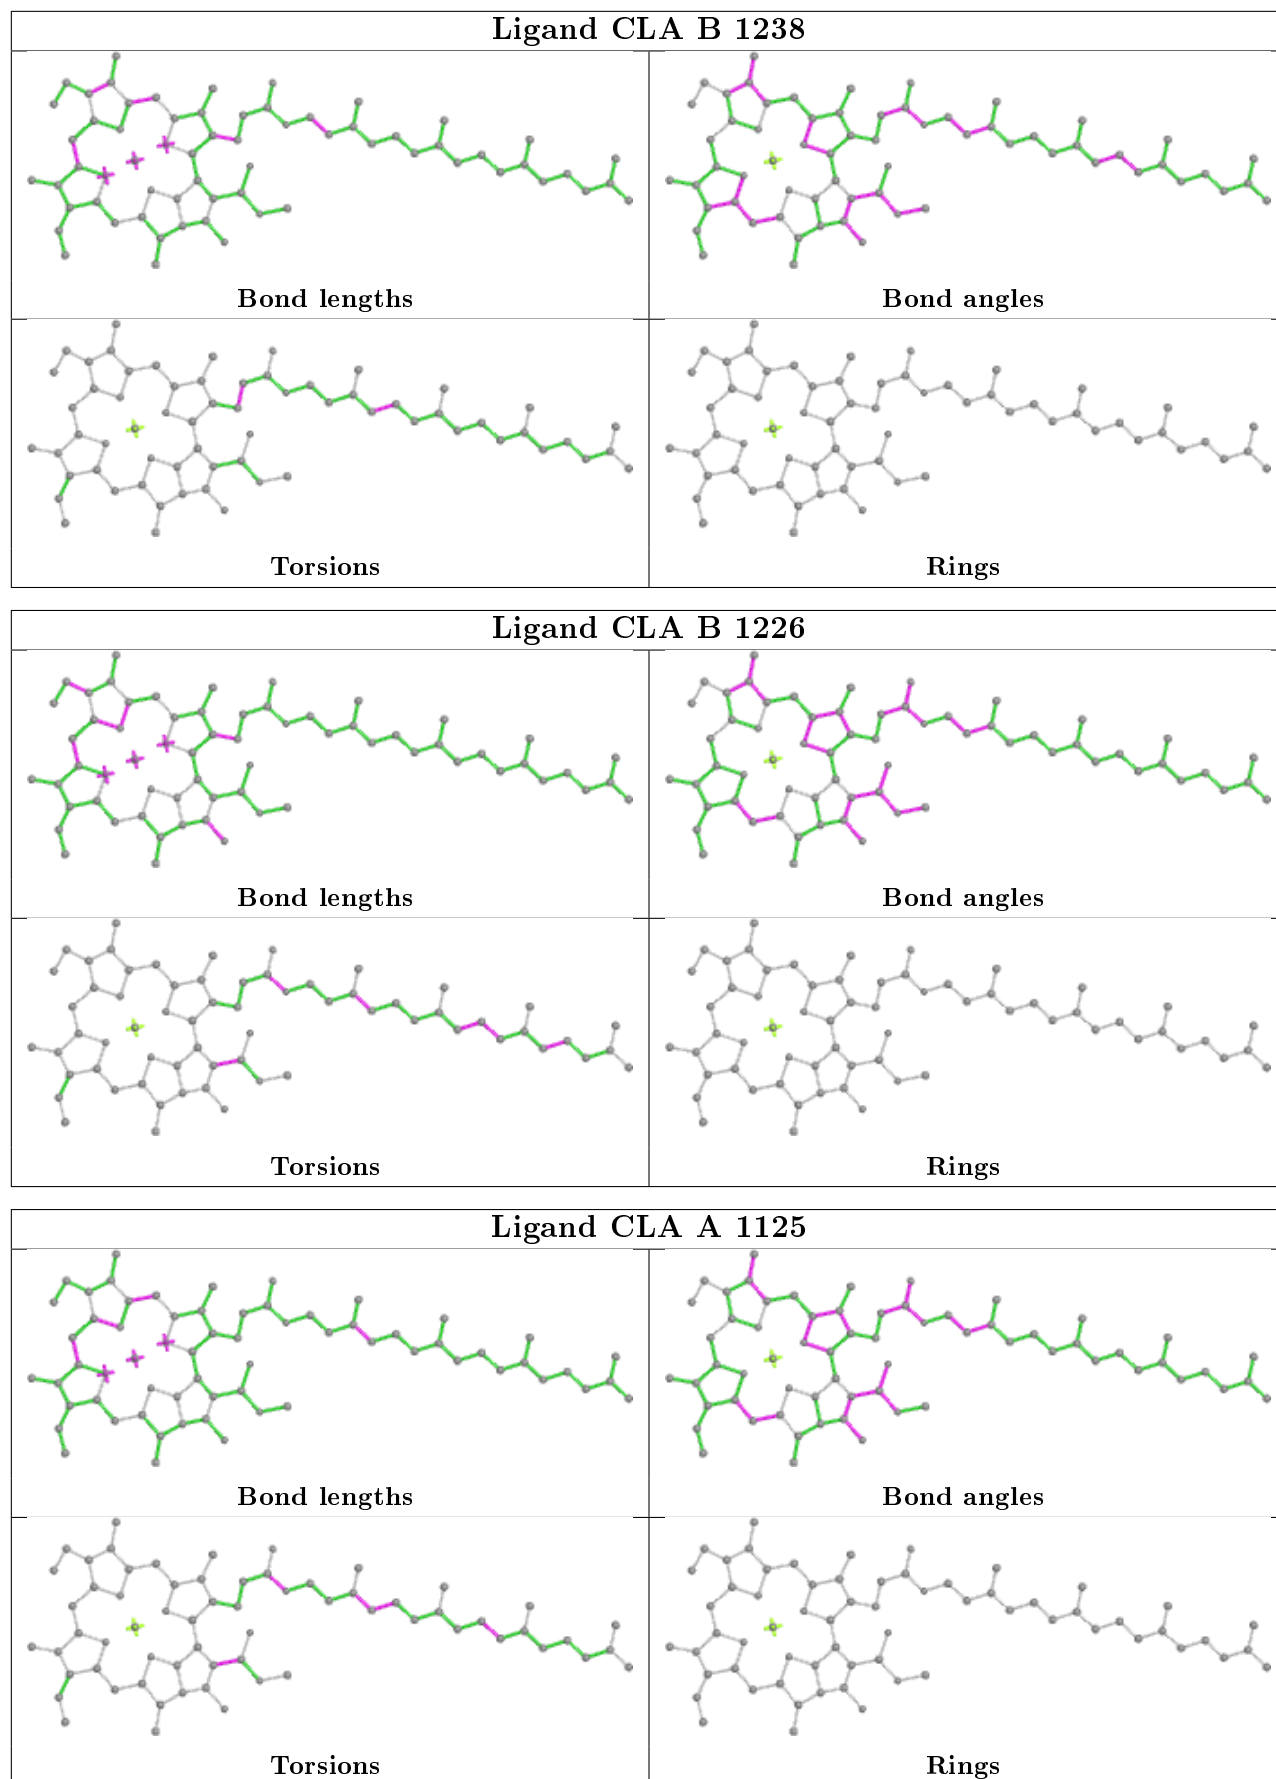 Ligand CLA B 1238
Bond lengths
Bond angles
Torsions
Rings
Ligand CLA B 1226
Bond lengths
Bond angles
Torsions
Rings
Ligand CLA A 1125
Bond lengths
Bond angles
Torsions
Rings